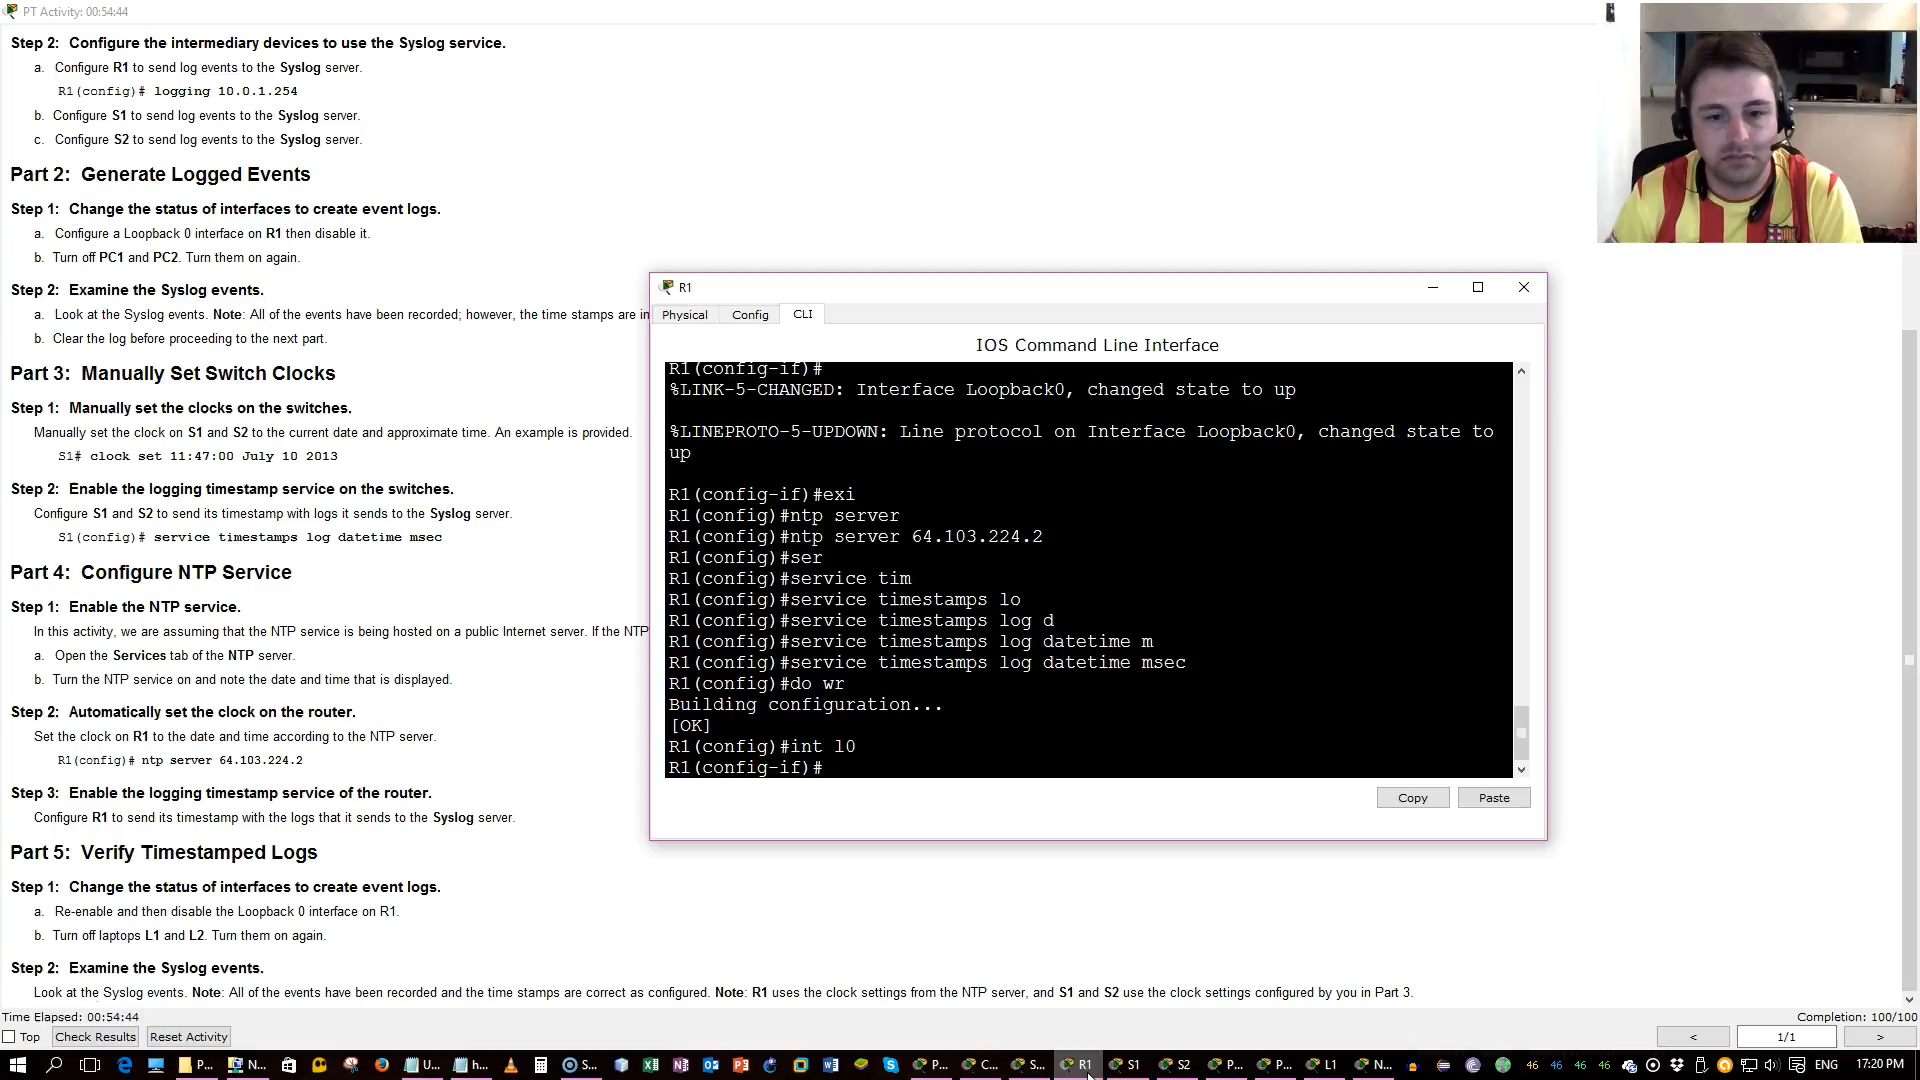 PT Activity: 00:54:44
Step 2: Configure the intermediary devices to use the Syslog service.
a. Configure R1 to send log events to the Syslog server.
R1(config)# logging 10.0.1.254
b. Configure S1 to send log events to the Syslog server.
c. Configure S2 to send log events to the Syslog server.
Part 2: Generate Logged Events
Step 1: Change the status of interfaces to create event logs.
a. Configure a Loopback 0 interface on R1 then disable it.
b. Turn off PC1 and PC2. Turn them on again.
Step 2: Examine the Syslog events.
a. Look at the Syslog events. Note: All of the events have been recorded; however, the time stamps are in
b. Clear the log before proceeding to the next part.
Part 3: Manually Set Switch Clocks
Step 1: Manually set the clocks on the switches.
Manually set the clock on S1 and S2 to the current date and approximate time. An example is provided.
S1# clock set 11:47:00 July 10 2013
Step 2: Enable the logging timestamp service on the switches.
Configure S1 and S2 to send its timestamp with logs it sends to the Syslog server.
S1(config)# service timestamps log datetime msec
Part 4: Configure NTP Service
Step 1: Enable the NTP service.
In this activity, we are assuming that the NTP service is being hosted on a public Internet server. If the NTP
a. Open the Services tab of the NTP server.
b. Turn the NTP service on and note the date and time that is displayed.
Step 2: Automatically set the clock on the router.
Set the clock on R1 to the date and time according to the NTP server.
R1(config)# ntp server 64.103.224.2
Step 3: Enable the logging timestamp service of the router.
Configure R1 to send its timestamp with the logs that it sends to the Syslog server.
Part 5: Verify Timestamped Logs
Step 1: Change the status of interfaces to create event logs.
a. Re-enable and then disable the Loopback 0 interface on R1.
b. Turn off laptops L1 and L2. Turn them on again.
Step 2: Examine the Syslog events.
Look at the Syslog events. Note: All of the events have been recorded and the time stamps are correct as configured. Note: R1 uses the clock settings from the NTP server, and S1 and S2 use the clock settings configured by you in Part 3.
R1
Physical Config CLI
IOS Command Line Interface
R1(config-if)#
%LINK-5-CHANGED: Interface Loopback0, changed state to up
%LINEPROTO-5-UPDOWN: Line protocol on Interface Loopback0, changed state to
up
R1(config-if)#exi
R1(config)#ntp server
R1(config)#ntp server 64.103.224.2
R1(config)#ser
R1(config)#service tim
R1(config)#service timestamps lo
R1(config)#service timestamps log d
R1(config)#service timestamps log datetime m
R1(config)#service timestamps log datetime msec
R1(config)#do wr
Building configuration...
[OK]
R1(config)#int l0
R1(config-if)#
Copy Paste
Time Elapsed: 00:54:44 Completion: 100/100
Top Check Results Reset Activity < 1/1 >
P... N... U... h... S... P... C... S... R1 S1 S2 P... P... L1 N... 46 46 46 46 ENG 17:20 PM